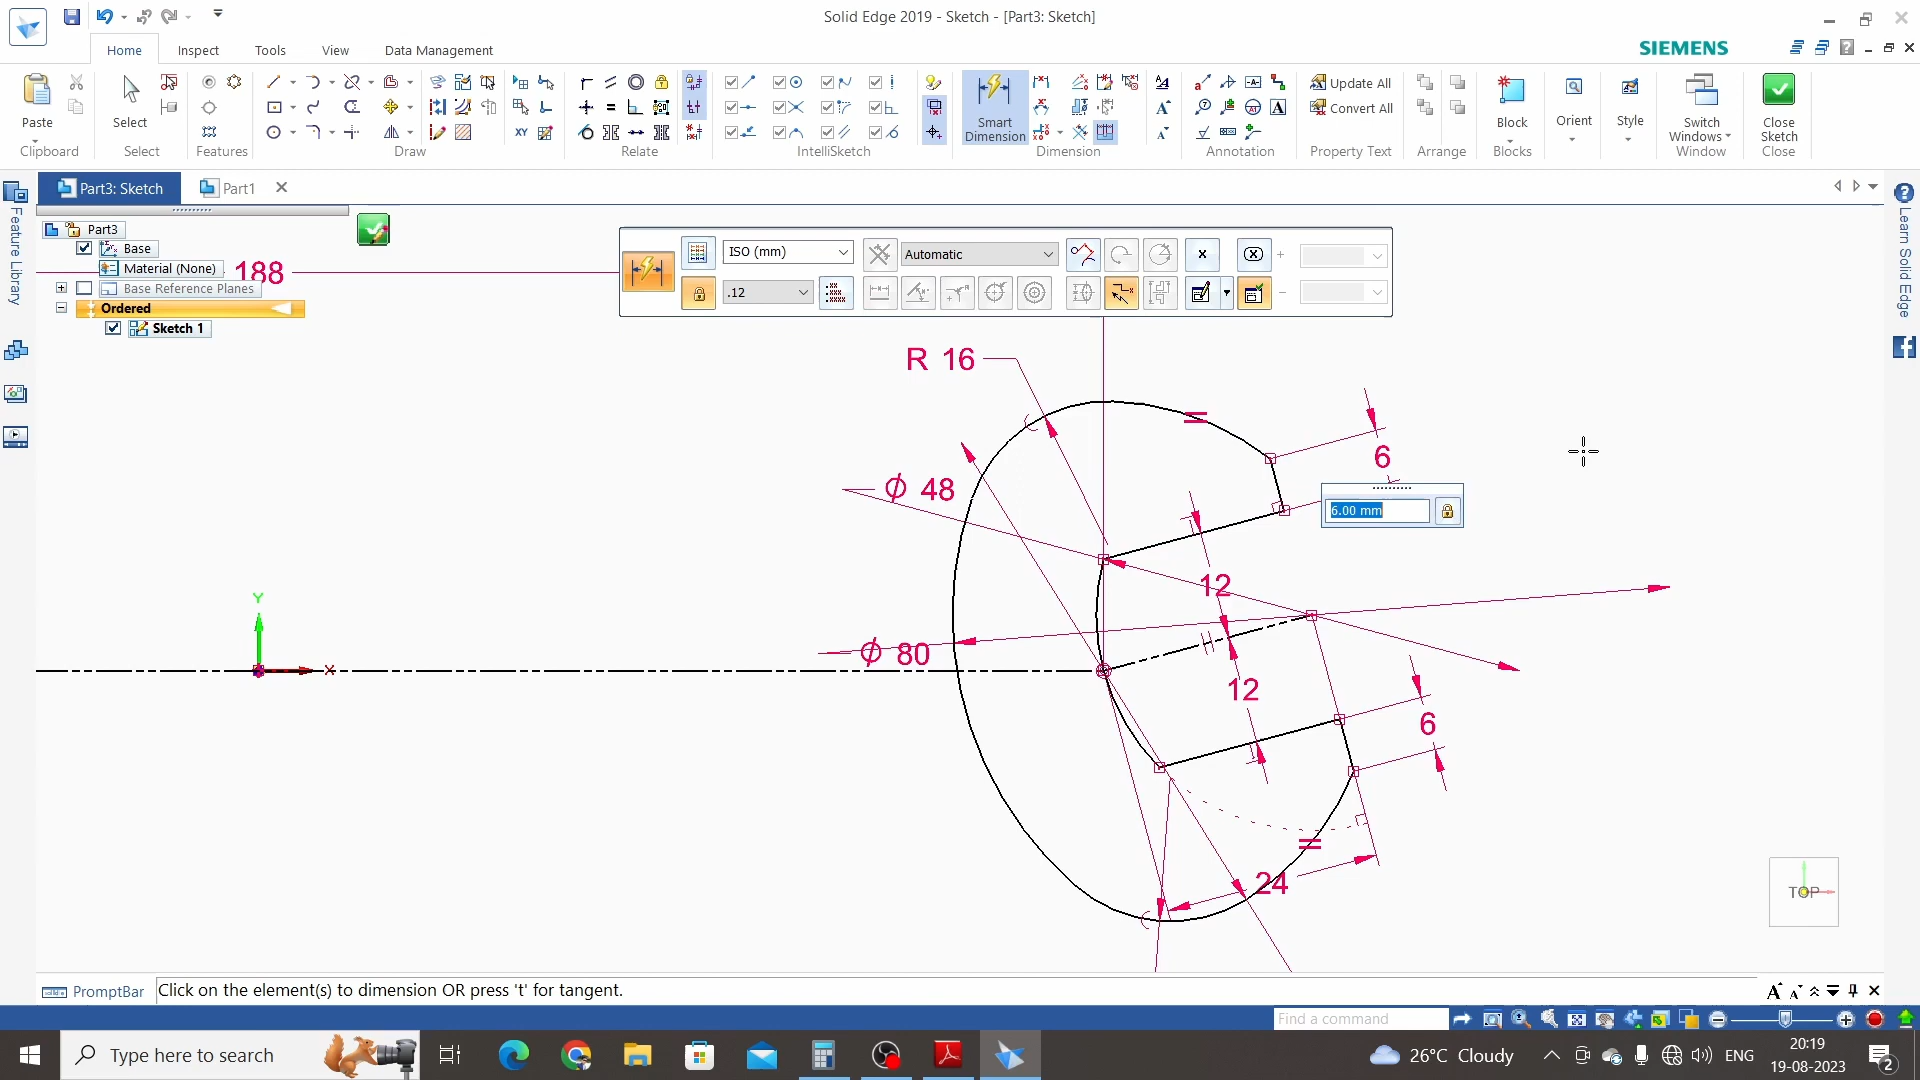 Solid Edge 2019 - Sketch - [Part3: Sketch]
Home
Inspect
Tools
View
Data Management
SIEMENS
Paste
Clipboard
Select
Select
Features
Draw
Relate
IntelliSketch
Smart
Dimension
Dimension
Annotation
Update All
Convert All
Property Text
Arrange
Block
Blocks
Orient
Style
Switch
Windows
Window
Close
Sketch
Close
Part3: Sketch
Part1
Feature Library
Learn Solid Edge
Part3
Base
Material (None)
Base Reference Planes
Ordered
Sketch 1
188
ISO (mm)
Automatic
.12
R 16
6
ϕ 48
6.00 mm
12
ϕ 80
12
6
24
Y
X
TOP
PromptBar
Click on the element(s) to dimension OR press 't' for tangent.
Find a command
Type here to search
26°C Cloudy
ENG
20:19
19-08-2023
2